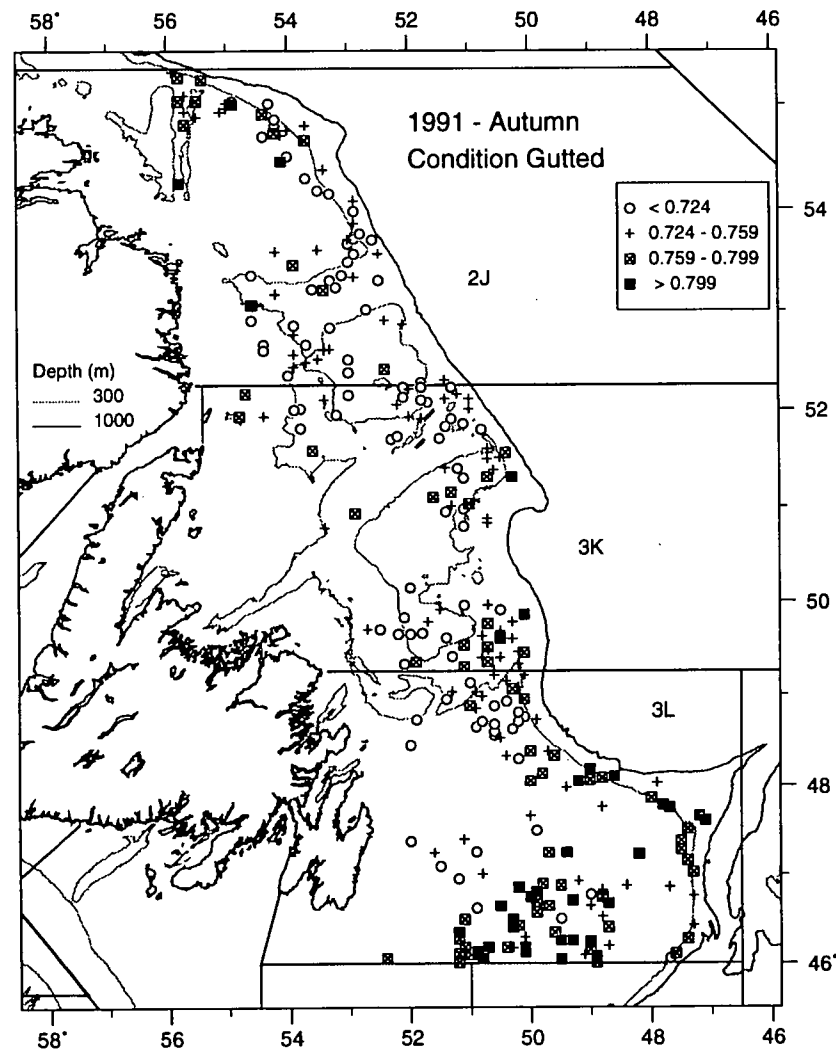 58° 56 54 52 50 48 46
1991 - Autumn
Condition Gutted
< 0.724
0.724 - 0.759
0.759 - 0.799
> 0.799
54
2J
Depth (m)
300
1000
52
3K
50
3L
48
46°
58° 56 54 52 50 48 46